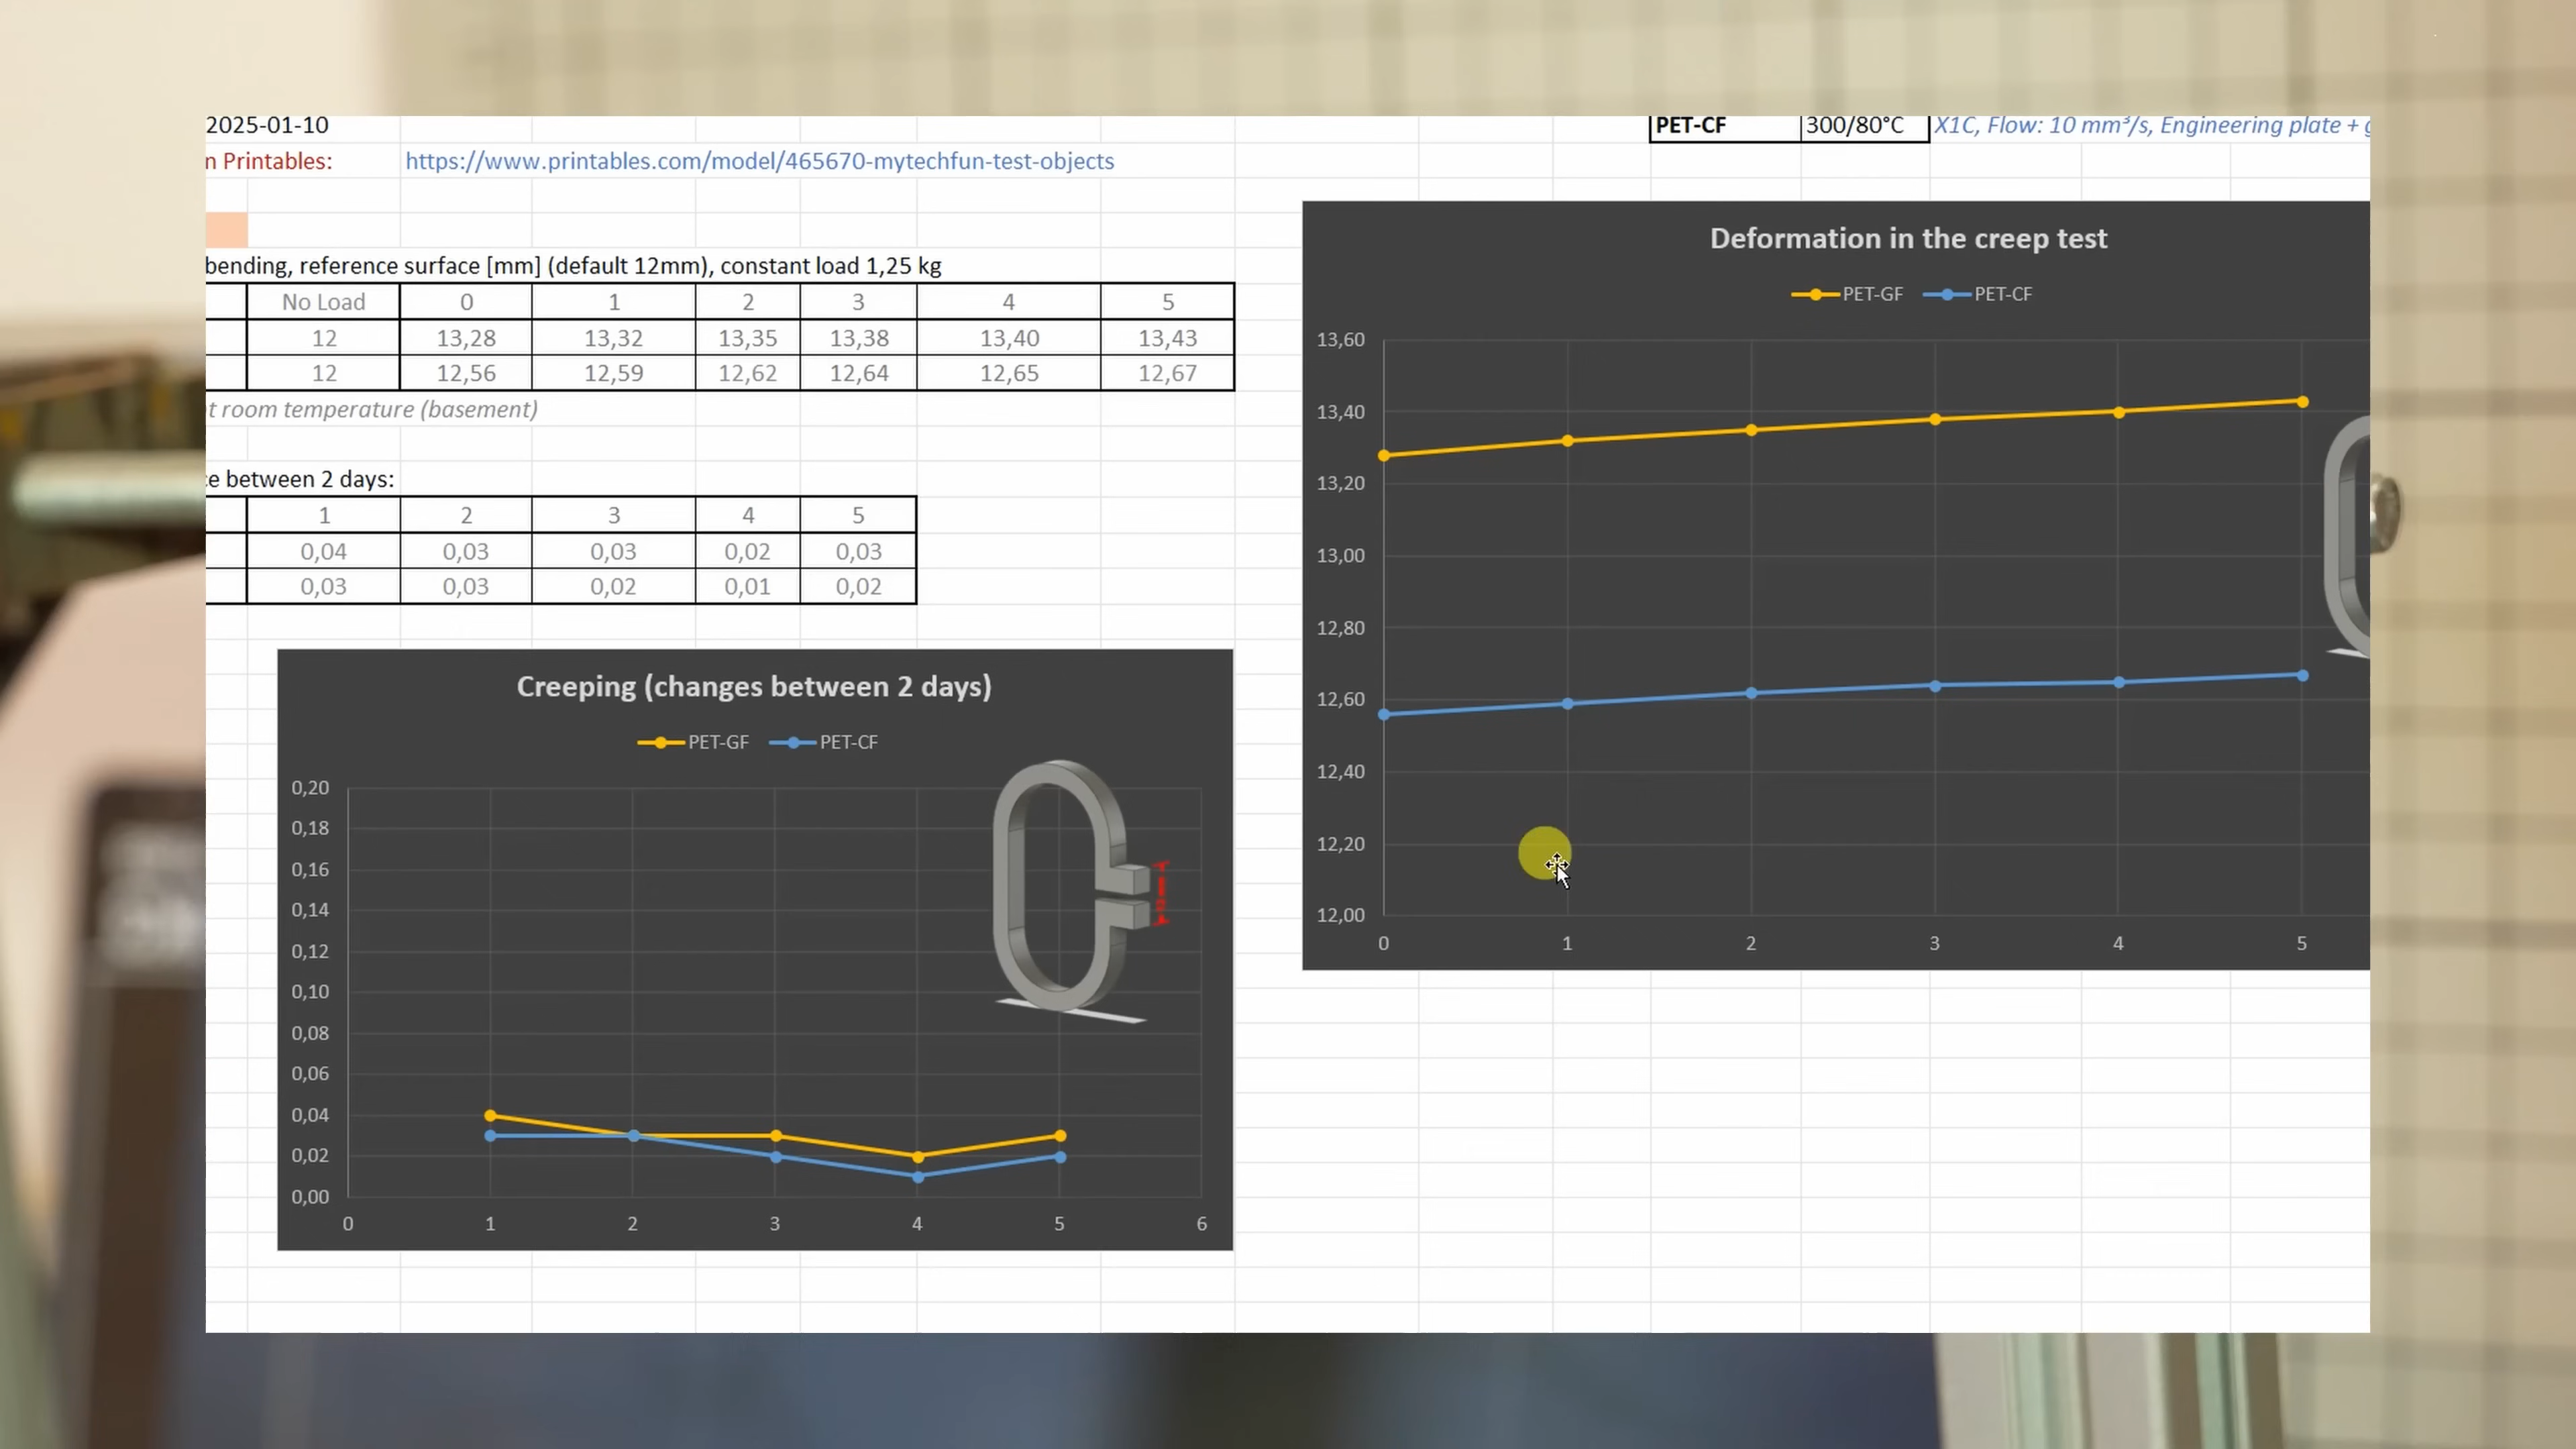 2025-01-10
PET-CF 300/80°C X1C, Flow: 10 mm³/s, Engineering plate +
n Printables: https://www.printables.com/model/465670-mytechfun-test-objects
bending, reference surface [mm] (default 12mm), constant load 1,25 kg
No Load 0 1 2 3 4 5
12 13,28 13,32 13,35 13,38 13,40 13,43
12 12,56 12,59 12,62 12,64 12,65 12,67
t room temperature (basement)
ce between 2 days:
1 2 3 4 5
0,04 0,03 0,03 0,02 0,03
0,03 0,03 0,02 0,01 0,02
Creeping (changes between 2 days)
PET-GF PET-CF
0,20
0,18
0,16
0,14
0,12
0,10
0,08
0,06
0,04
0,02
0,00
0 1 2 3 4 5 6
Deformation in the creep test
PET-GF PET-CF
13,60
13,40
13,20
13,00
12,80
12,60
12,40
12,20
12,00
0 1 2 3 4 5